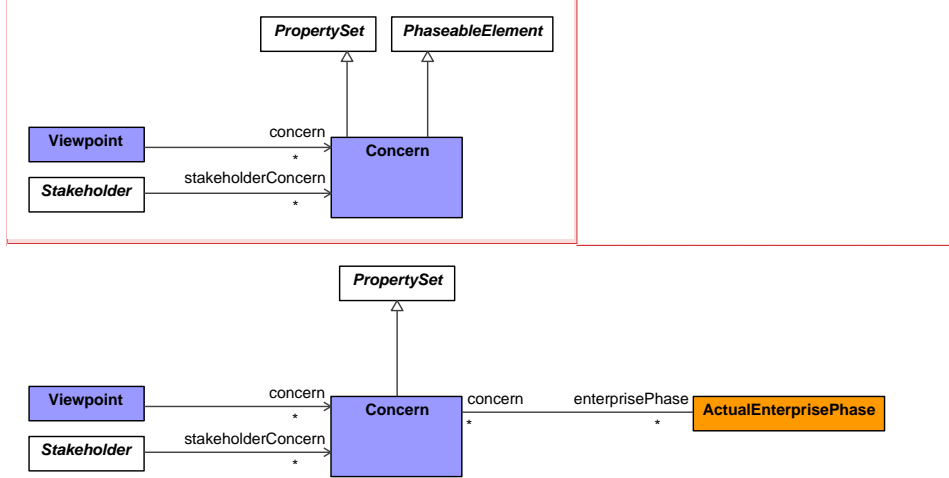 PropertySet PhaseableElement
concern
Viewpoint Concern
*
stakeholderConcern
Stakeholder
*
PropertySet
concern concern enterprisePhase
Viewpoint Concern ActualEnterprisePhase
* * *
stakeholderConcern
Stakeholder
*